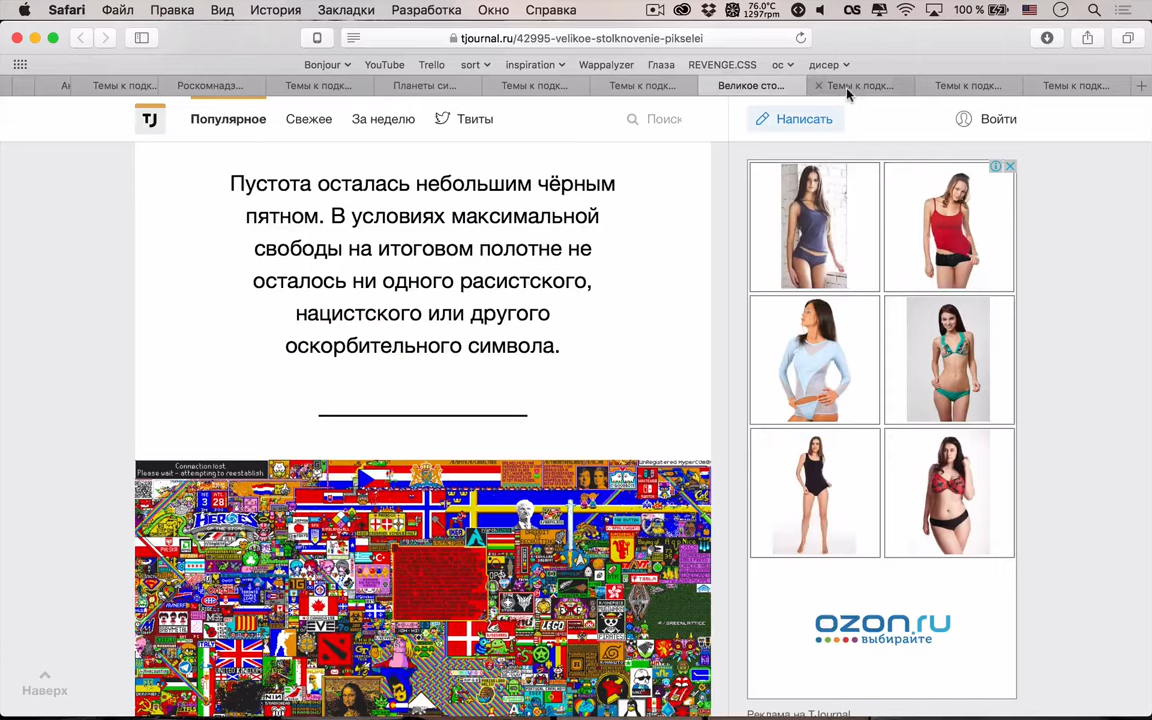 Safari Файл Правка Вид История Закладки Разработка Окно Справка
76.0°C
1297rpm
100 %
tjournal.ru/42995-velikoe-stolknovenie-pikselei
Bonjour YouTube Trello sort inspiration Wappalyzer Глаза REVENGE.CSS ос дисер
Темы к подк... Роскомнадз... Темы к подк... Планеты си... Темы к подк... Темы к подк... Великое сто... Темы к подк... Темы к подк... Темы к подк...
TJ Популярное Свежее За неделю Твиты Поиск Написать Войти
Пустота осталась небольшим чёрным
пятном. В условиях максимальной
свободы на итоговом полотне не
осталось ни одного расистского,
нацистского или другого
оскорбительного символа.
Connection lost.
Please wait - attempting to reestablish.
HEROES
ozon.ru
выбирайте
Наверх
Реклама на TJournal